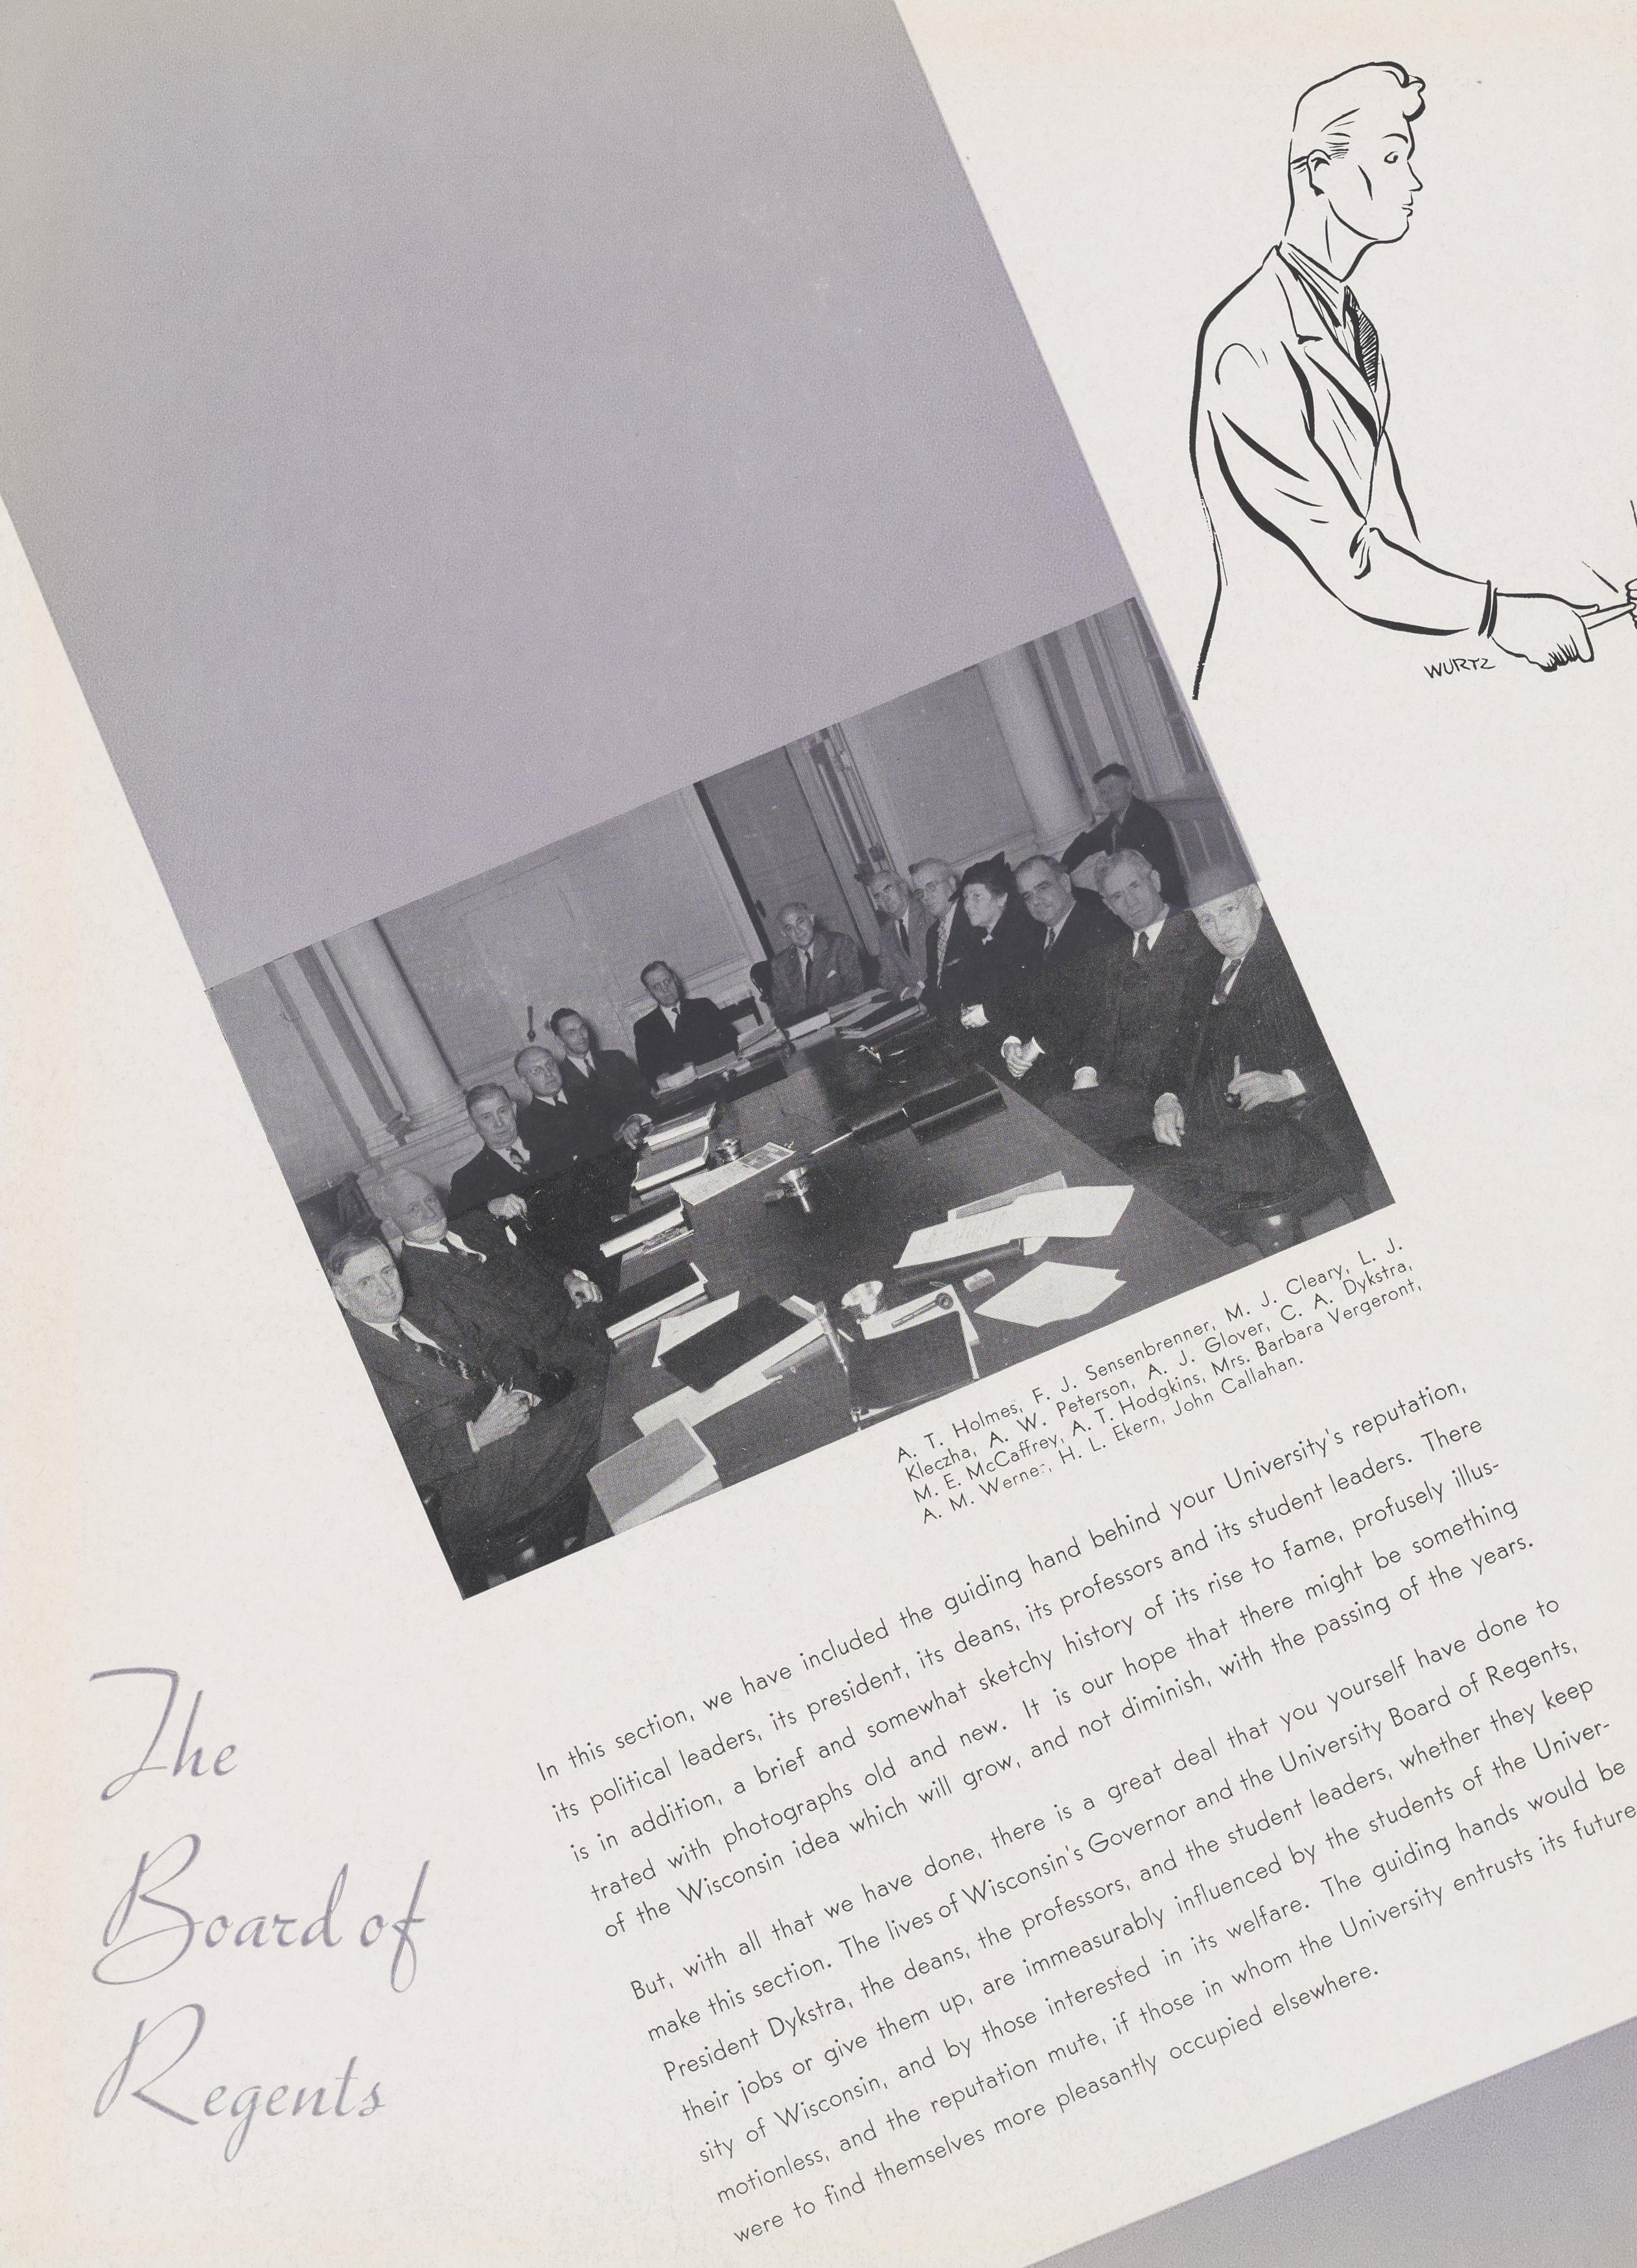 WURTZ
A. T. Holmes, F. J. Sensenbrenner, M. J. Cleary, L. J.
Kleczka, A. W. Peterson, A. J. Glover, C. A. Dykstra,
M. E. McCaffrey, A. T. Hodgkins, Mrs. Barbara Vergeront,
A. M. Werner, H. L. Ekern, John Callahan.
In this section, we have included the guiding hand behind your University's reputation,
its political leaders, its president, its deans, its professors and its student leaders. There
is in addition, a brief and somewhat sketchy history of its rise to fame, profusely illus-
trated with photographs old and new. It is our hope that there might be something
of the Wisconsin idea which will grow, and not diminish, with the passing of the years.
But, with all that we have done, there is a great deal that you yourself have done to
make this section. The lives of Wisconsin's Governor and the University Board of Regents,
President Dykstra, the deans, the professors, and the student leaders, whether they keep
their jobs or give them up, are immeasurably influenced by the students of the Univer-
sity of Wisconsin, and by those interested in its welfare. The guiding hands would be
motionless, and the reputation mute, if those in whom the University entrusts its future
were to find themselves more pleasantly occupied elsewhere.
The
Board of
Regents